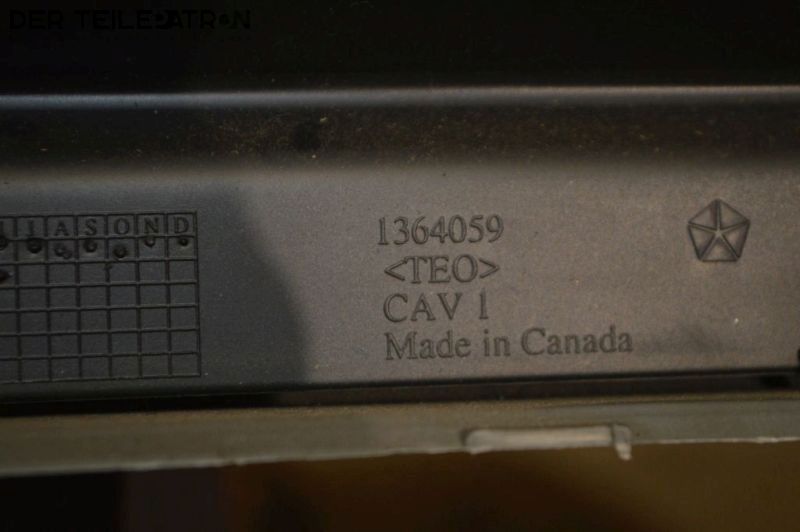 DER TEILEPATRON
J J A S O N D
1364059
<TEO>
CAV 1
Made in Canada